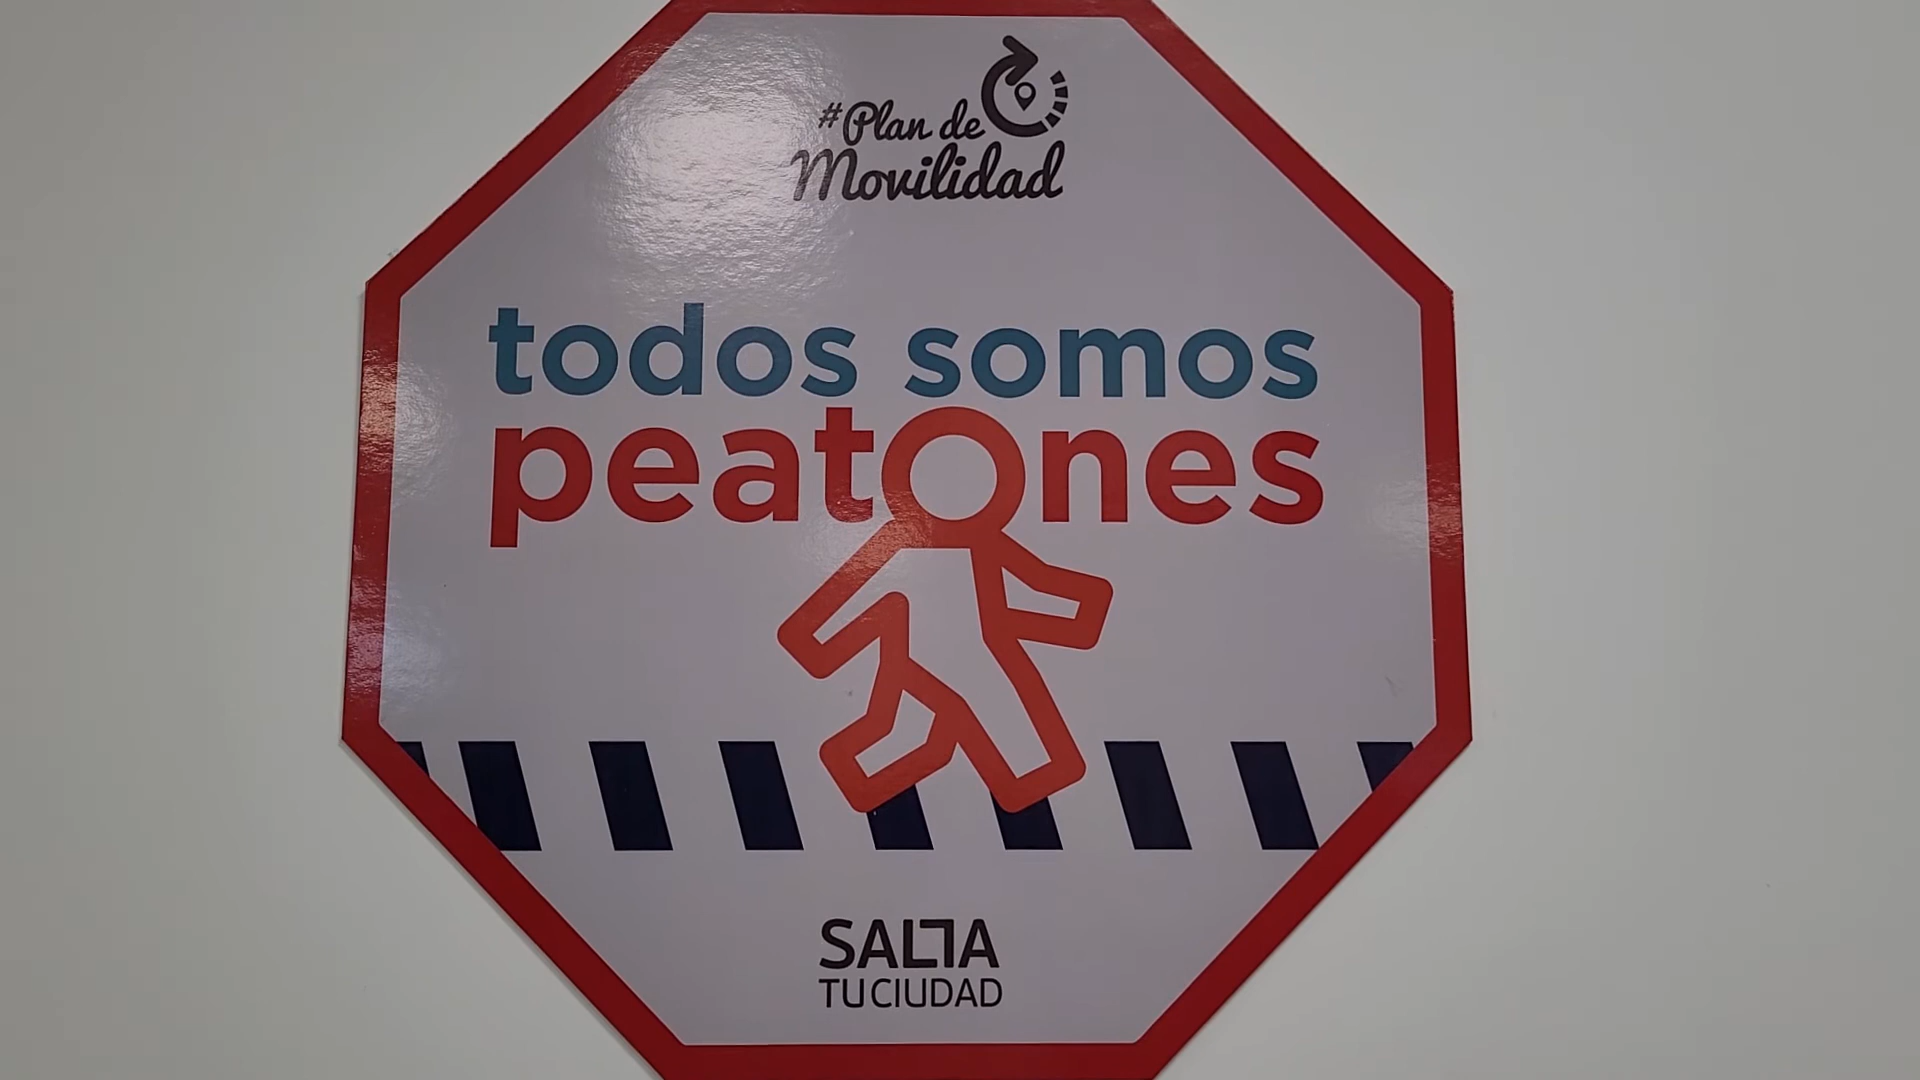 #Plan de
Movilidad
todos somos
peatones
SALTA
TU CIUDAD